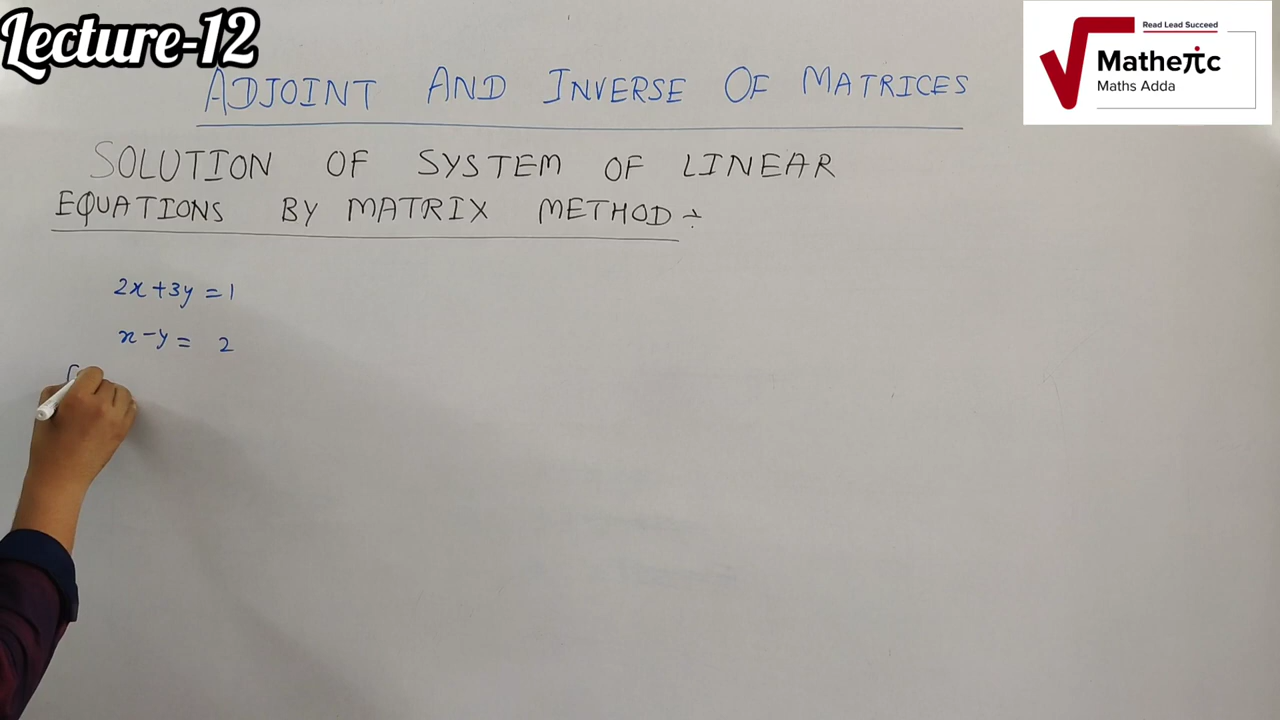 Lecture-12
Read Lead Succeed
Matheπc
Maths Adda
ADJOINT AND INVERSE OF MATRICES
SOLUTION OF SYSTEM OF LINEAR
EQUATIONS BY MATRIX METHOD :-
2x+3y=1
x-y= 2